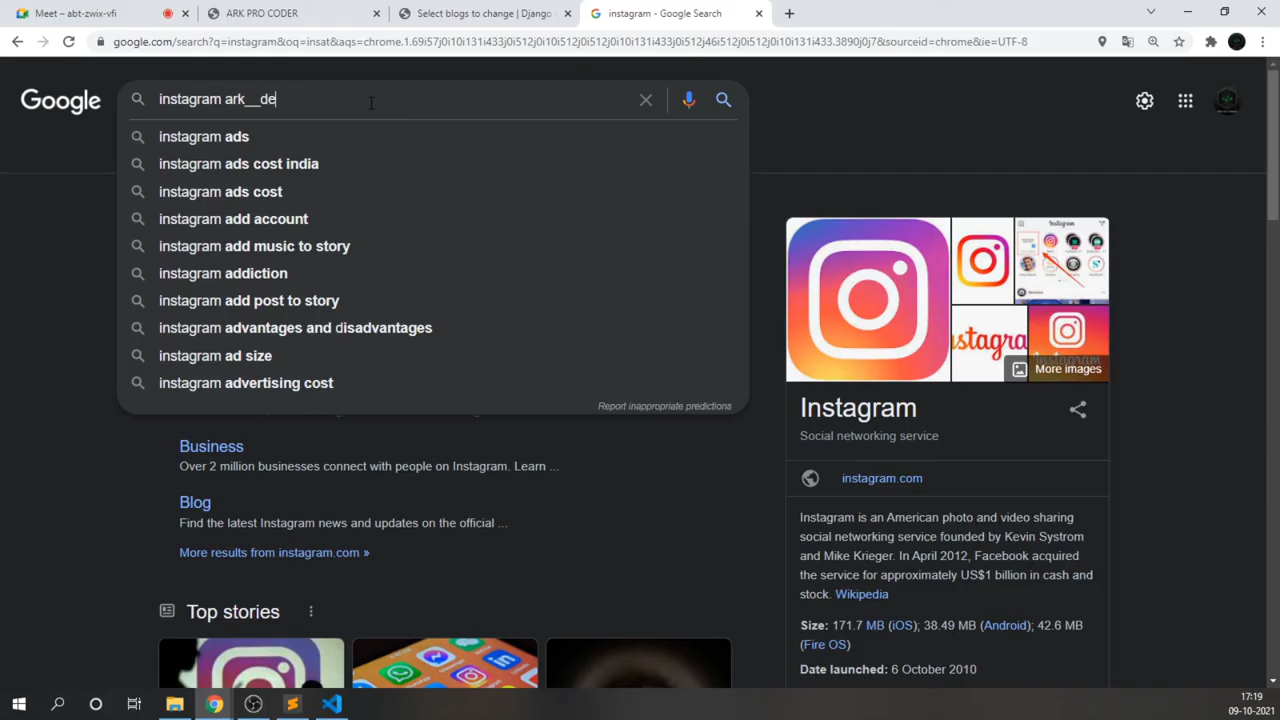 Meet – abt-zwix-vfi
ARK PRO CODER
Select blogs to change | Django
instagram - Google Search
google.com/search?q=instagram&oq=insat&aqs=chrome.1.69i57j0i10i131i433j0i10i512j0i512j46i512j0i512j0i10i131i433.3890j0j7&sourceid=chrome&ie=UTF-8
Google
instagram ark__de
instagram ads
instagram ads cost india
instagram ads cost
instagram add account
instagram add music to story
instagram addiction
instagram add post to story
instagram advantages and disadvantages
instagram ad size
instagram advertising cost
Report inappropriate predictions
Business
Over 2 million businesses connect with people on Instagram. Learn ...
Blog
Find the latest Instagram news and updates on the official ...
More results from instagram.com »
Top stories
Instagram
stagra
More images
Instagram
Social networking service
instagram.com
Instagram is an American photo and video sharing
social networking service founded by Kevin Systrom
and Mike Krieger. In April 2012, Facebook acquired
the service for approximately US$1 billion in cash and
stock. Wikipedia
Size: 171.7 MB (iOS); 38.49 MB (Android); 42.6 MB
(Fire OS)
Date launched: 6 October 2010
17:19
09-10-2021